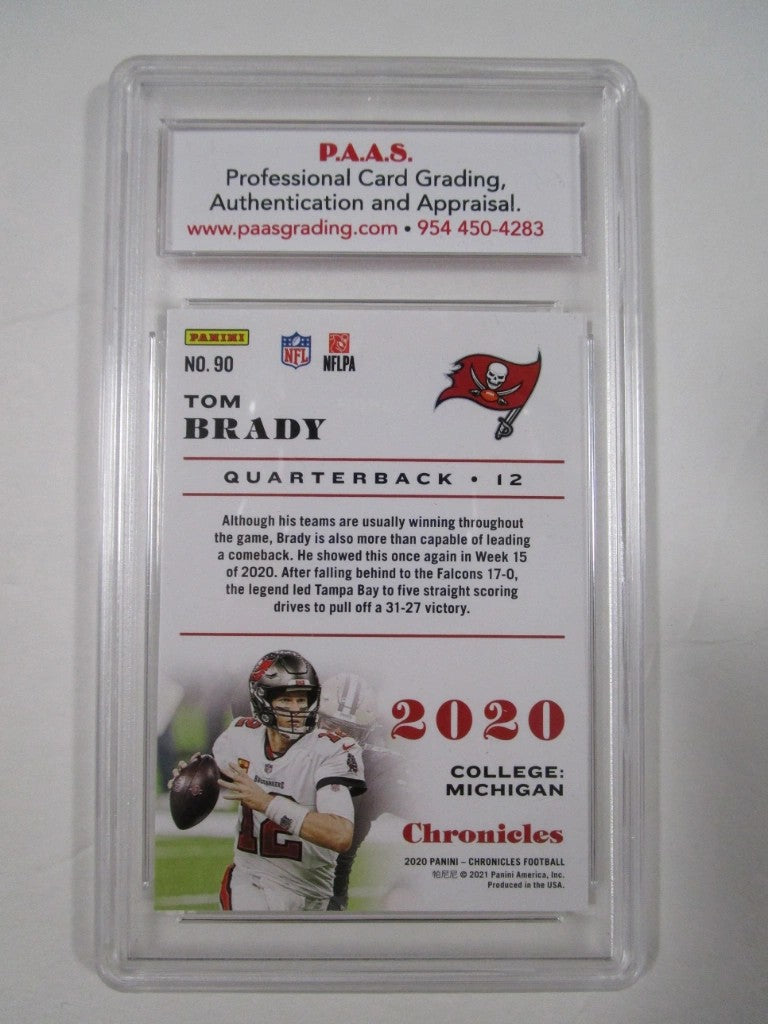 P.A.A.S.
Professional Card Grading,
Authentication and Appraisal.
www.paasgrading.com • 954 450-4283
PANINI
NO. 90
NFL
NFLPA
TOM
BRADY
QUARTERBACK • 12
Although his teams are usually winning throughout
the game, Brady is also more than capable of leading
a comeback. He showed this once again in Week 15
of 2020. After falling behind to the Falcons 17-0,
the legend led Tampa Bay to five straight scoring
drives to pull off a 31-27 victory.
2020
COLLEGE:
MICHIGAN
Chronicles
2020 PANINI – CHRONICLES FOOTBALL
帕尼尼 © 2021 Panini America, Inc.
Produced in the USA.
12
BUCCANEERS
12